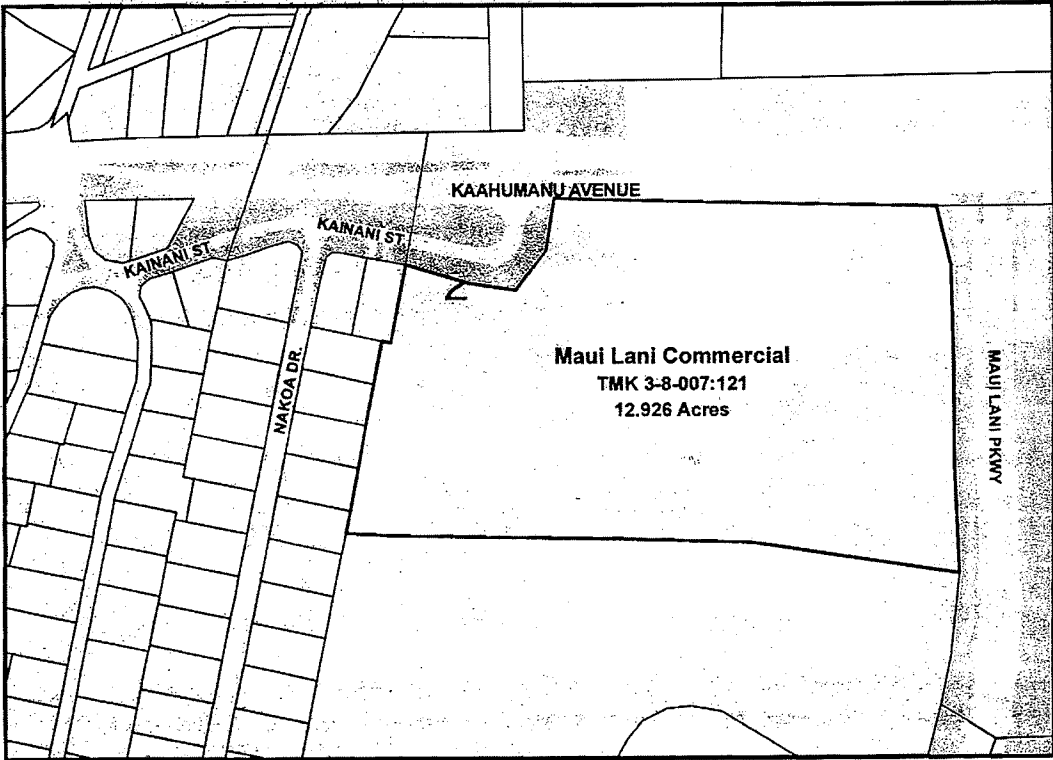 KAAHUMANU AVENUE
KAINANI ST
KAINANI ST
2
NAKOA DR.
Maui Lani Commercial
TMK 3-8-007:121
12.926 Acres
MAUI LANI PKWY